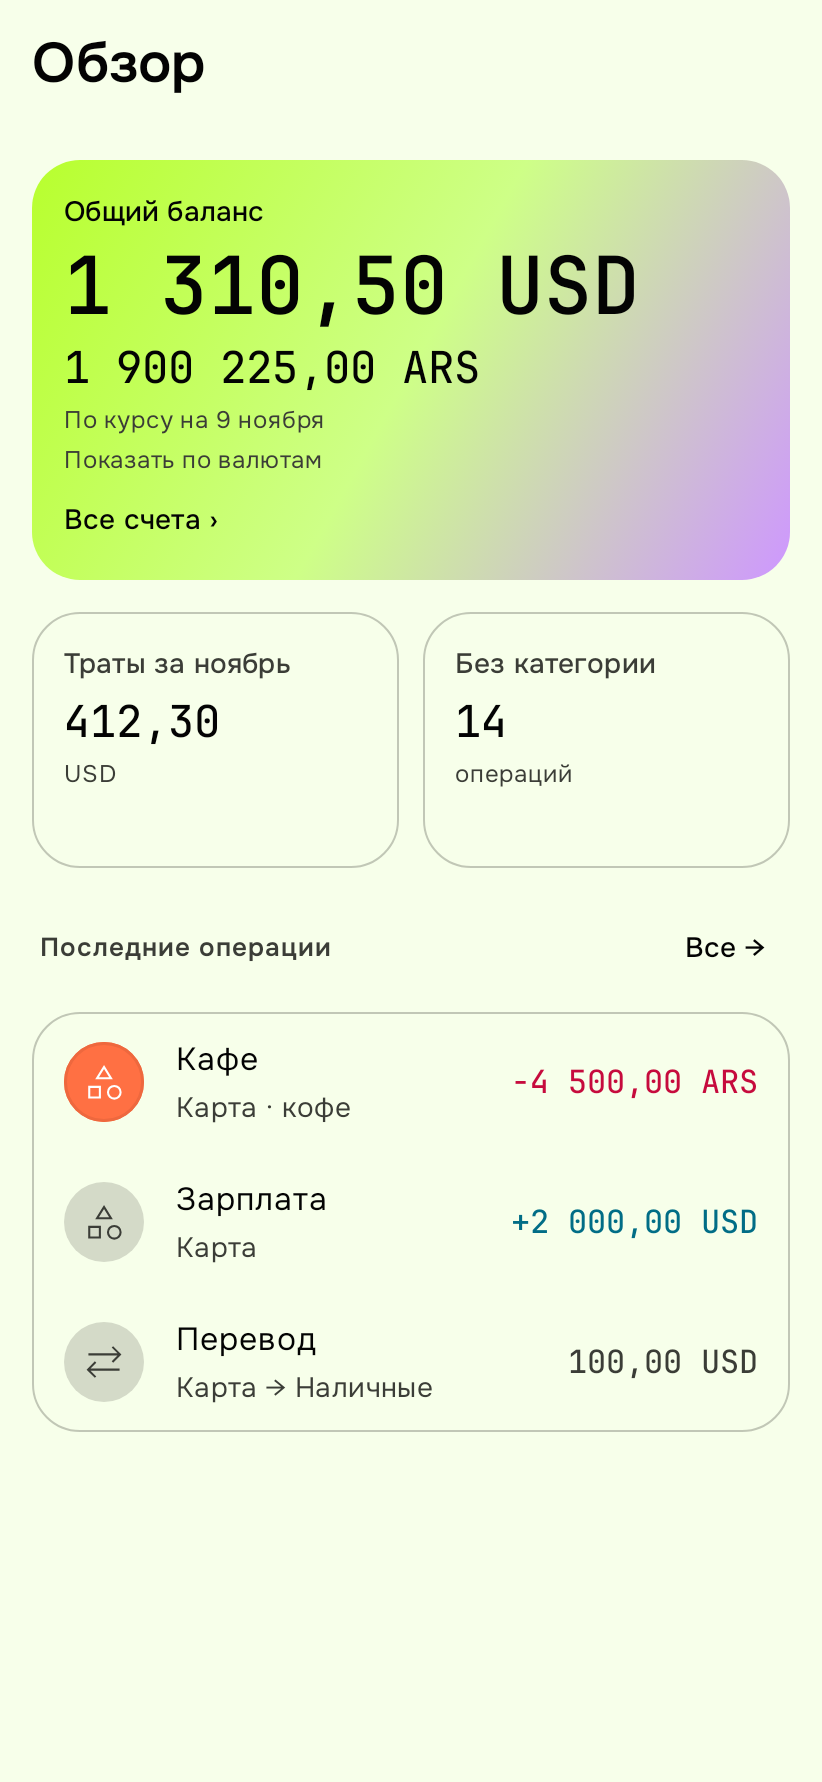 Обзор
Общий баланс
1 310,50 USD
1 900 225,00 ARS
По курсу на 9 ноября
Показать по валютам
Все счета ›
Траты за ноябрь
412,30
USD
Без категории
14
операций
Последние операции
Все →
Кафе
Карта · кофе
-4 500,00 ARS
Зарплата
Карта
+2 000,00 USD
Перевод
Карта → Наличные
100,00 USD